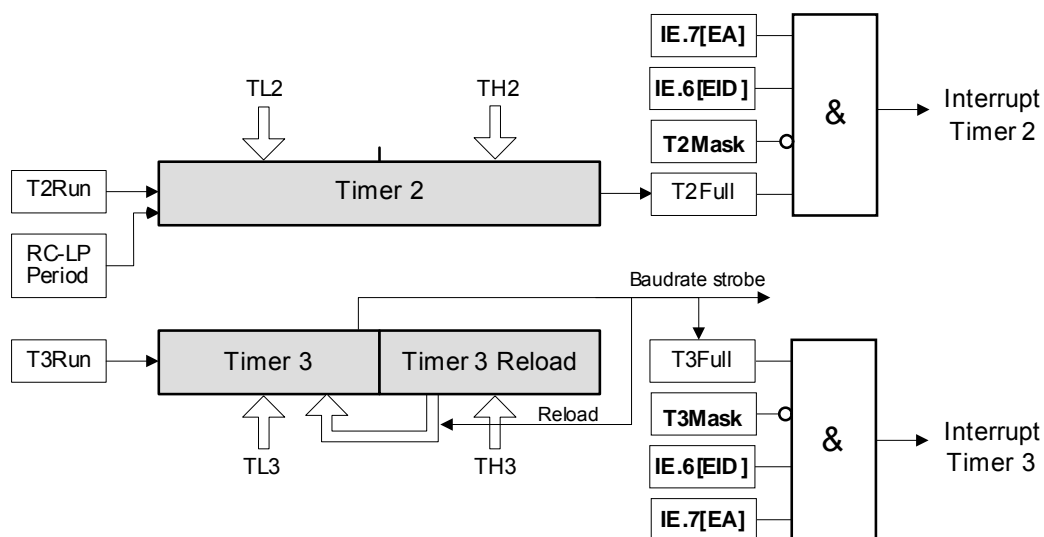 IE.7[EA]
IE.6[EID]
T2Mask
T2Full
&
Interrupt
Timer 2
TL2
TH2
Timer 2
T2Run
RC-LP
Period
Baudrate strobe
T3Run
Timer 3
Timer 3 Reload
Reload
TL3
TH3
T3Full
T3Mask
IE.6[EID]
IE.7[EA]
&
Interrupt
Timer 3